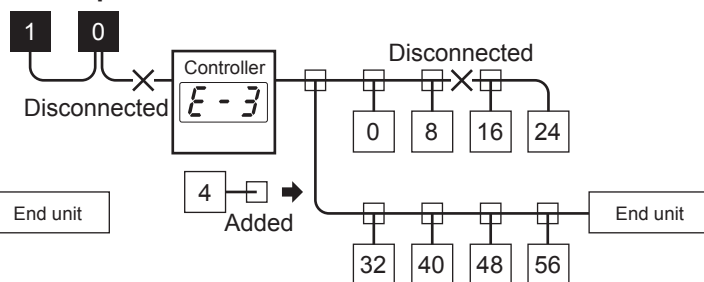 1 0
Disconnected
Controller
Disconnected
E - 3
0 8 16 24
4
Added
End unit
End unit
32 40 48 56